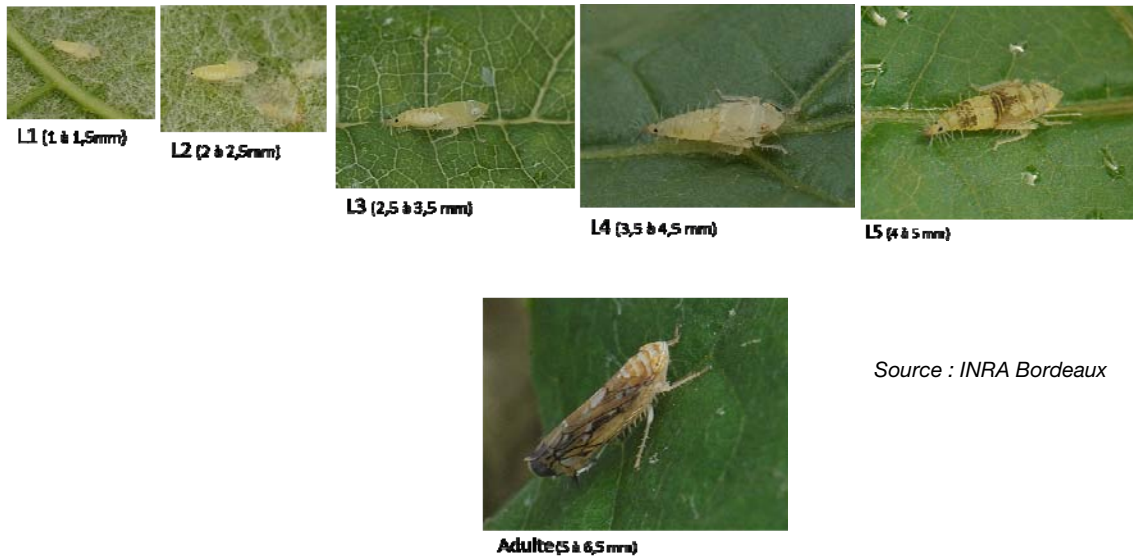 L1 (1 à 1,5mm)
L2 (2 à 2,5mm)
L3 (2,5 à 3,5 mm)
L4 (3,5 à 4,5 mm)
L5 (4 à 5 mm)
Source : INRA Bordeaux
Adulte(5 à 6,5 mm)